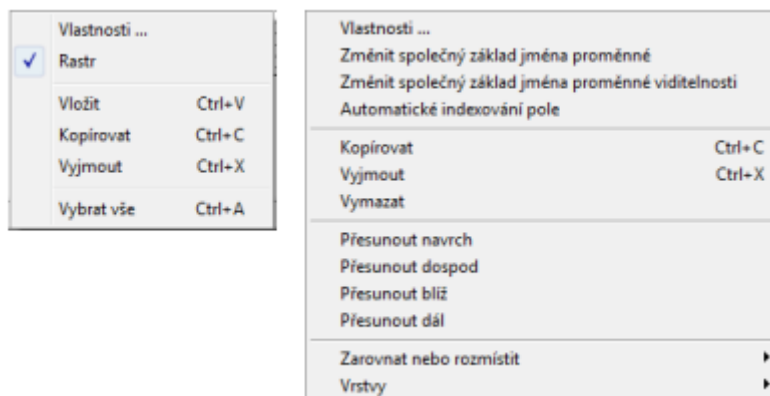 Vlastnosti ...
Rastr
Vložit Ctrl+V
Kopírovat Ctrl+C
Vyjmout Ctrl+X
Vybrat vše Ctrl+A
Vlastnosti ...
Změnit společný základ jména proměnné
Změnit společný základ jména proměnné viditelnosti
Automatické indexování pole
Kopírovat Ctrl+C
Vyjmout Ctrl+X
Vymazat
Přesunout navrch
Přesunout dospod
Přesunout blíž
Přesunout dál
Zarovnat nebo rozmístit
Vrstvy